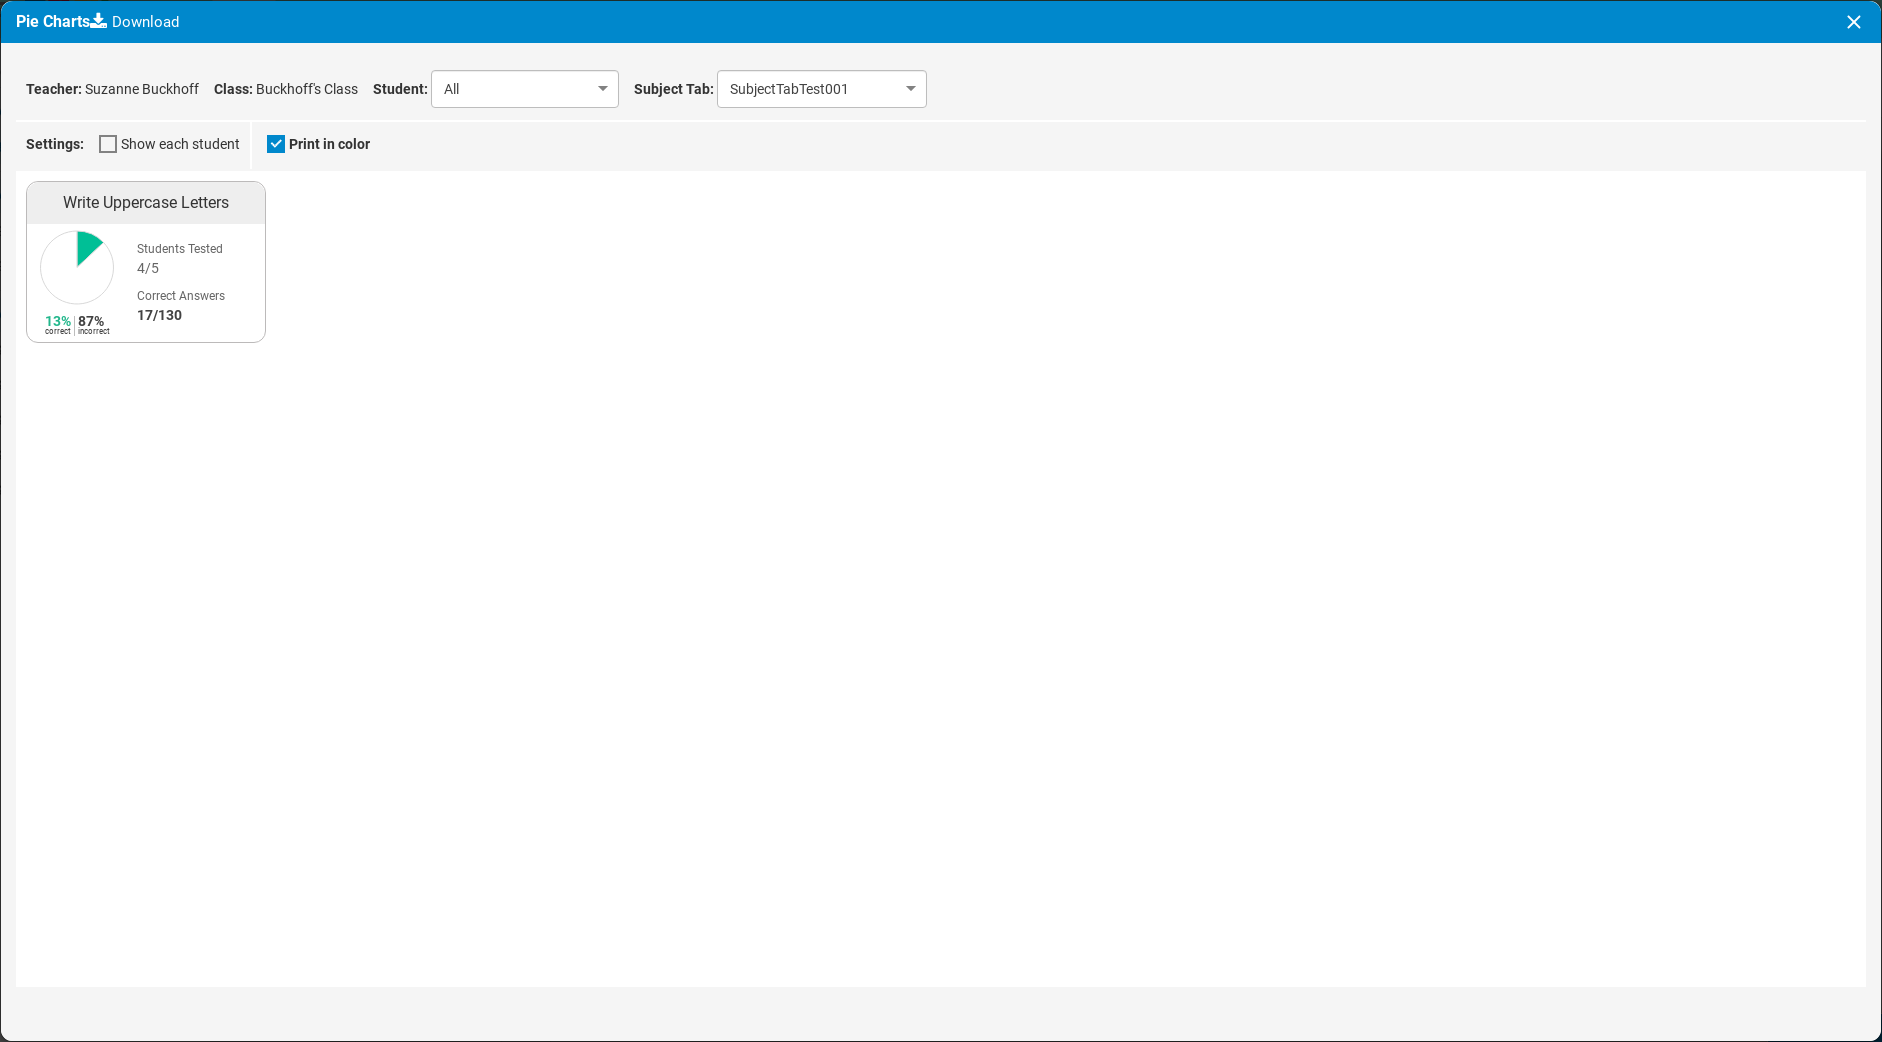 Pie Charts Download
Teacher: Suzanne Buckhoff Class: Buckhoff's Class Student: All Subject Tab: SubjectTabTest001
Settings: Show each student Print in color
Write Uppercase Letters
Students Tested
4/5
Correct Answers
17/130
13% 87%
correct incorrect